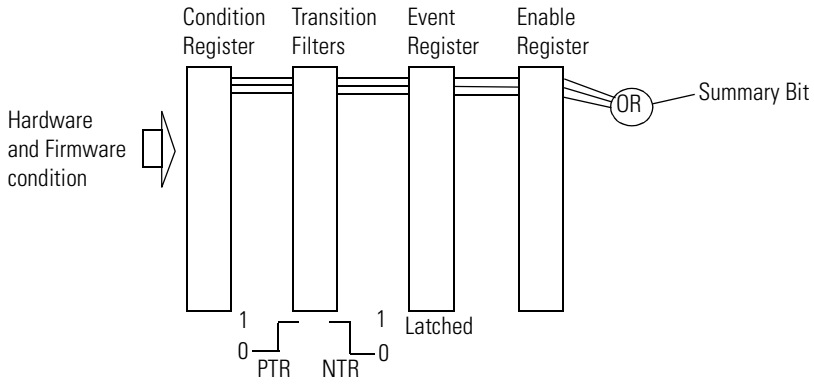 Condition Register
Transition Filters
Event Register
Enable Register
OR
Summary Bit
Hardware
and Firmware
condition
1
0
PTR
NTR
1
0
Latched